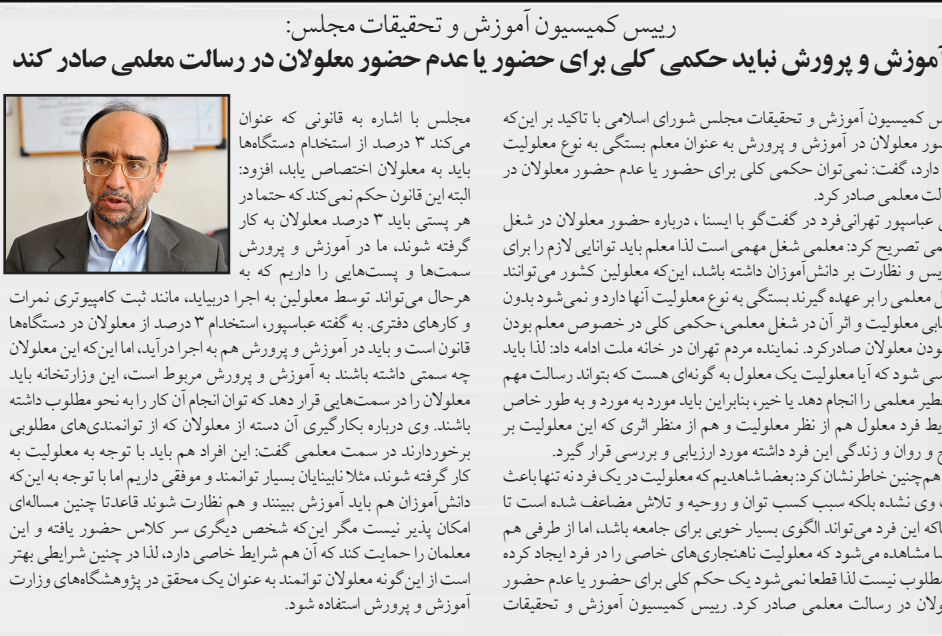 رییس کمیسیون آموزش و تحقیقات مجلس:
آموزش و پرورش نباید حکمی کلی برای حضور یا عدم حضور معلولان در رسالت معلمی صادر کند
کمیسیون آموزش و تحقیقات مجلس شورای اسلامی با تاکید بر این‌که
معلولان در آموزش و پرورش به عنوان معلم بستگی به نوع معلولیت
دارد، گفت: نمی‌توان حکمی کلی برای حضور یا عدم حضور معلولان در
معلمی صادر کرد.
عباسپور تهرانی‌فرد در گفت‌گو با ایسنا ، درباره حضور معلولان در شغل
تصریح کرد: معلمی شغل مهمی است لذا معلم باید توانایی لازم را برای
و نظارت بر دانش‌آموزان داشته باشد، این‌که معلولین کشور می‌توانند
معلمی را بر عهده گیرند بستگی به نوع معلولیت آنها دارد و نمی‌شود بدون
معلولیت و اثر آن در شغل معلمی، حکمی کلی در خصوص معلم بودن
معلولان صادرکرد. نماینده مردم تهران در خانه ملت ادامه داد: لذا باید
شود که آیا معلولیت یک معلول به گونه‌ای هست که بتواند رسالت مهم
معلمی را انجام دهد یا خیر، بنابراین باید مورد به مورد و به طور خاص
فرد معلول هم از نظر معلولیت و هم از منظر اثری که این معلولیت بر
و روان و زندگی این فرد داشته مورد ارزیابی و بررسی قرار گیرد.
هم‌چنین خاطرنشان کرد: بعضا شاهدیم که معلولیت در یک فرد نه تنها باعث
وی نشده بلکه سبب کسب توان و روحیه و تلاش مضاعف شده است تا
این فرد می‌تواند الگوی بسیار خوبی برای جامعه باشد، اما از طرفی هم
مشاهده می‌شود که معلولیت ناهنجاری‌های خاصی را در فرد ایجاد کرده
مطلوب نیست لذا قطعا نمی‌شود یک حکم کلی برای حضور یا عدم حضور
در رسالت معلمی صادر کرد. رییس کمیسیون آموزش و تحقیقات
مجلس با اشاره به قانونی که عنوان
می‌کند ۳ درصد از استخدام دستگاه‌ها
باید به معلولان اختصاص یابد، افزود:
البته این قانون حکم نمی‌کند که حتما در
هر پستی باید ۳ درصد معلولان به کار
گرفته شوند، ما در آموزش و پرورش
سمت‌ها و پست‌هایی را داریم که به
هرحال می‌تواند توسط معلولین به اجرا دربیاید، مانند ثبت کامپیوتری نمرات
و کارهای دفتری. به گفته عباسپور، استخدام ۳ درصد از معلولان در دستگاه‌ها
قانون است و باید در آموزش و پرورش هم به اجرا درآید، اما این‌که این معلولان
چه سمتی داشته باشند به آموزش و پرورش مربوط است، این وزارتخانه باید
معلولان را در سمت‌هایی قرار دهد که توان انجام آن کار را به نحو مطلوب داشته
باشند. وی درباره بکارگیری آن دسته از معلولان که از توانمندی‌های مطلوبی
برخوردارند در سمت معلمی گفت: این افراد هم باید با توجه به معلولیت به
کار گرفته شوند، مثلا نابینایان بسیار توانمند و موفقی داریم اما با توجه به این‌که
دانش‌آموزان هم باید آموزش ببینند و هم نظارت شوند قاعدتا چنین مساله‌ای
امکان پذیر نیست مگر این‌که شخص دیگری سر کلاس حضور یافته و این
معلمان را حمایت کند که آن هم شرایط خاصی دارد، لذا در چنین شرایطی بهتر
است از این‌گونه معلولان توانمند به عنوان یک محقق در پژوهشگاه‌های وزارت
آموزش و پرورش استفاده شود.